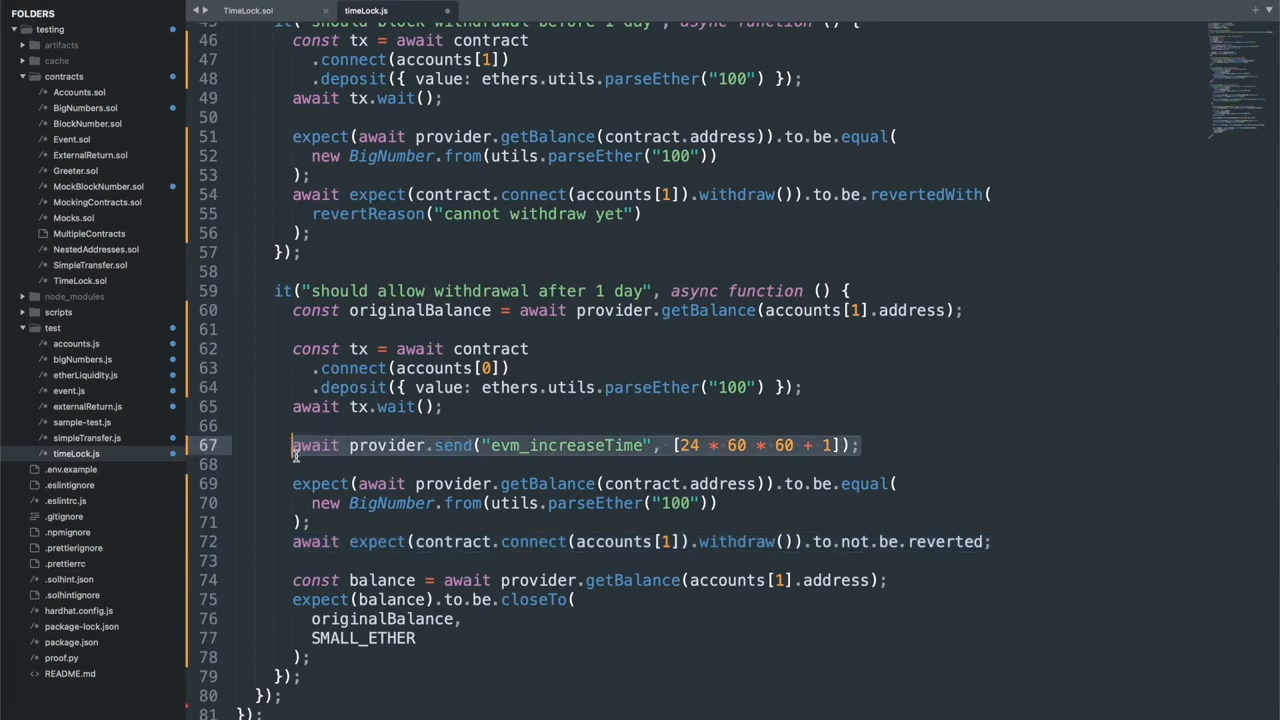 FOLDERS
testing
artifacts
cache
contracts
Accounts.sol
BigNumbers.sol
BlockNumber.sol
Event.sol
ExternalReturn.sol
Greeter.sol
MockBlockNumber.sol
MockingContracts.sol
Mocks.sol
MultipleContracts
NestedAddresses.sol
SimpleTransfer.sol
TimeLock.sol
node_modules
scripts
test
accounts.js
bigNumbers.js
etherLiquidity.js
event.js
externalReturn.js
sample-test.js
simpleTransfer.js
timeLock.js
.env.example
.eslintignore
.eslintrc.js
.gitignore
.npmignore
.prettierignore
.prettierrc
.solhint.json
.solhintignore
hardhat.config.js
package-lock.json
package.json
proof.py
README.md
TimeLock.sol ×
timeLock.js
45 it("should block withdrawal before 1 day", async function () {
46 const tx = await contract
47 .connect(accounts[1])
48 .deposit({ value: ethers.utils.parseEther("100") });
49 await tx.wait();
50
51 expect(await provider.getBalance(contract.address)).to.be.equal(
52 new BigNumber.from(utils.parseEther("100"))
53 );
54 await expect(contract.connect(accounts[1]).withdraw()).to.be.revertedWith(
55 revertReason("cannot withdraw yet")
56 );
57 });
58
59 it("should allow withdrawal after 1 day", async function () {
60 const originalBalance = await provider.getBalance(accounts[1].address);
61
62 const tx = await contract
63 .connect(accounts[0])
64 .deposit({ value: ethers.utils.parseEther("100") });
65 await tx.wait();
66
67 await provider.send("evm_increaseTime", [24 * 60 * 60 + 1]);
68
69 expect(await provider.getBalance(contract.address)).to.be.equal(
70 new BigNumber.from(utils.parseEther("100"))
71 );
72 await expect(contract.connect(accounts[1]).withdraw()).to.not.be.reverted;
73
74 const balance = await provider.getBalance(accounts[1].address);
75 expect(balance).to.be.closeTo(
76 originalBalance,
77 SMALL_ETHER
78 );
79 });
80 });
81 });